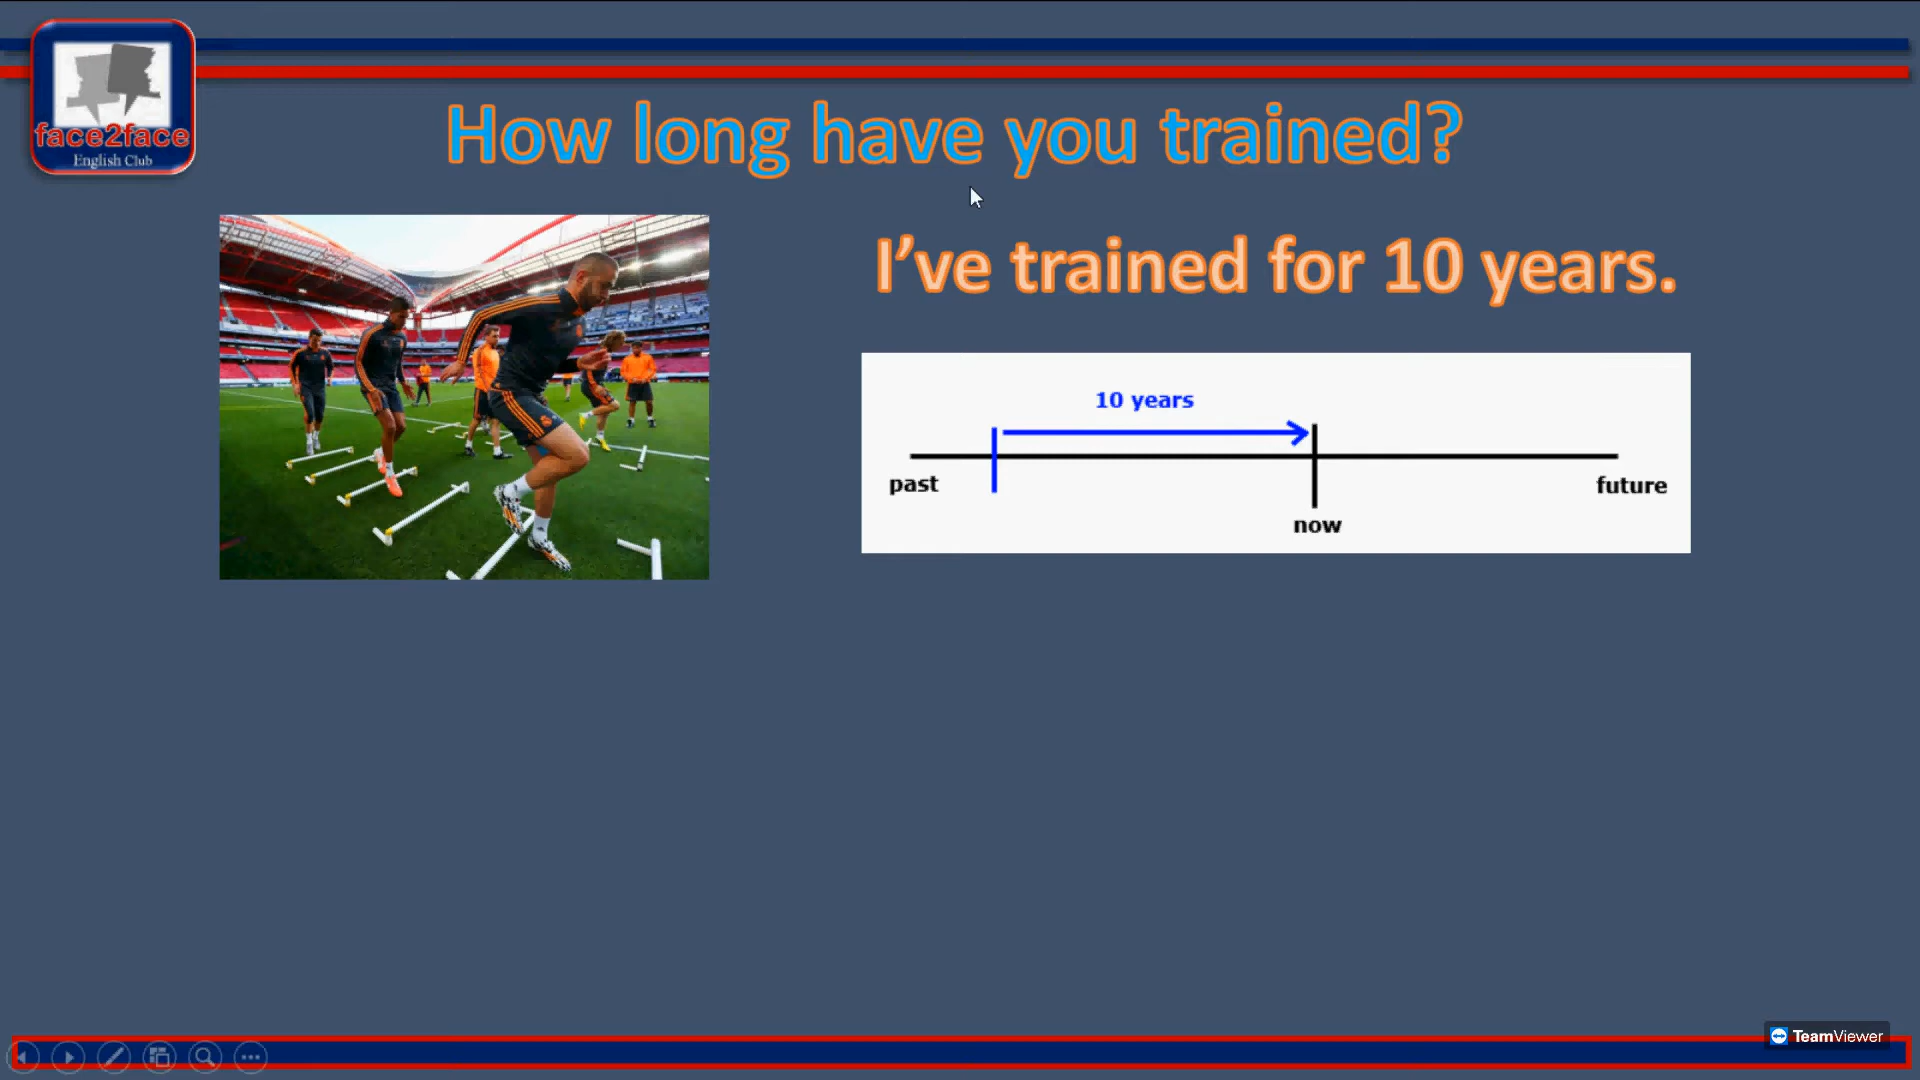 face2face
English Club
How long have you trained?
I’ve trained for 10 years.
10 years
past
now
future
TeamViewer